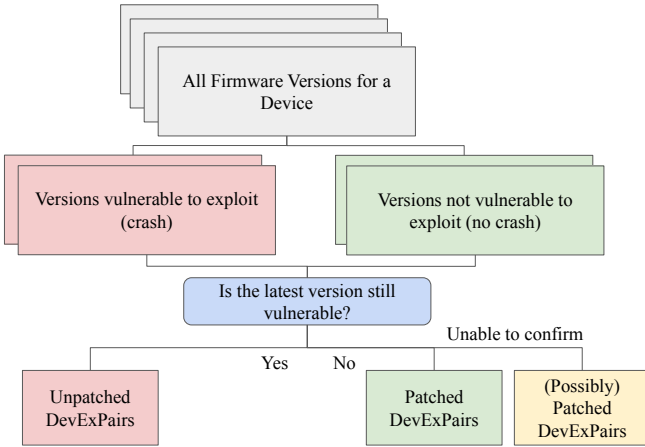 All Firmware Versions for a
Device
Versions vulnerable to exploit
(crash)
Versions not vulnerable to
exploit (no crash)
Is the latest version still
vulnerable?
Unable to confirm
Yes
No
Unpatched
DevExPairs
Patched
DevExPairs
(Possibly)
Patched
DevExPairs